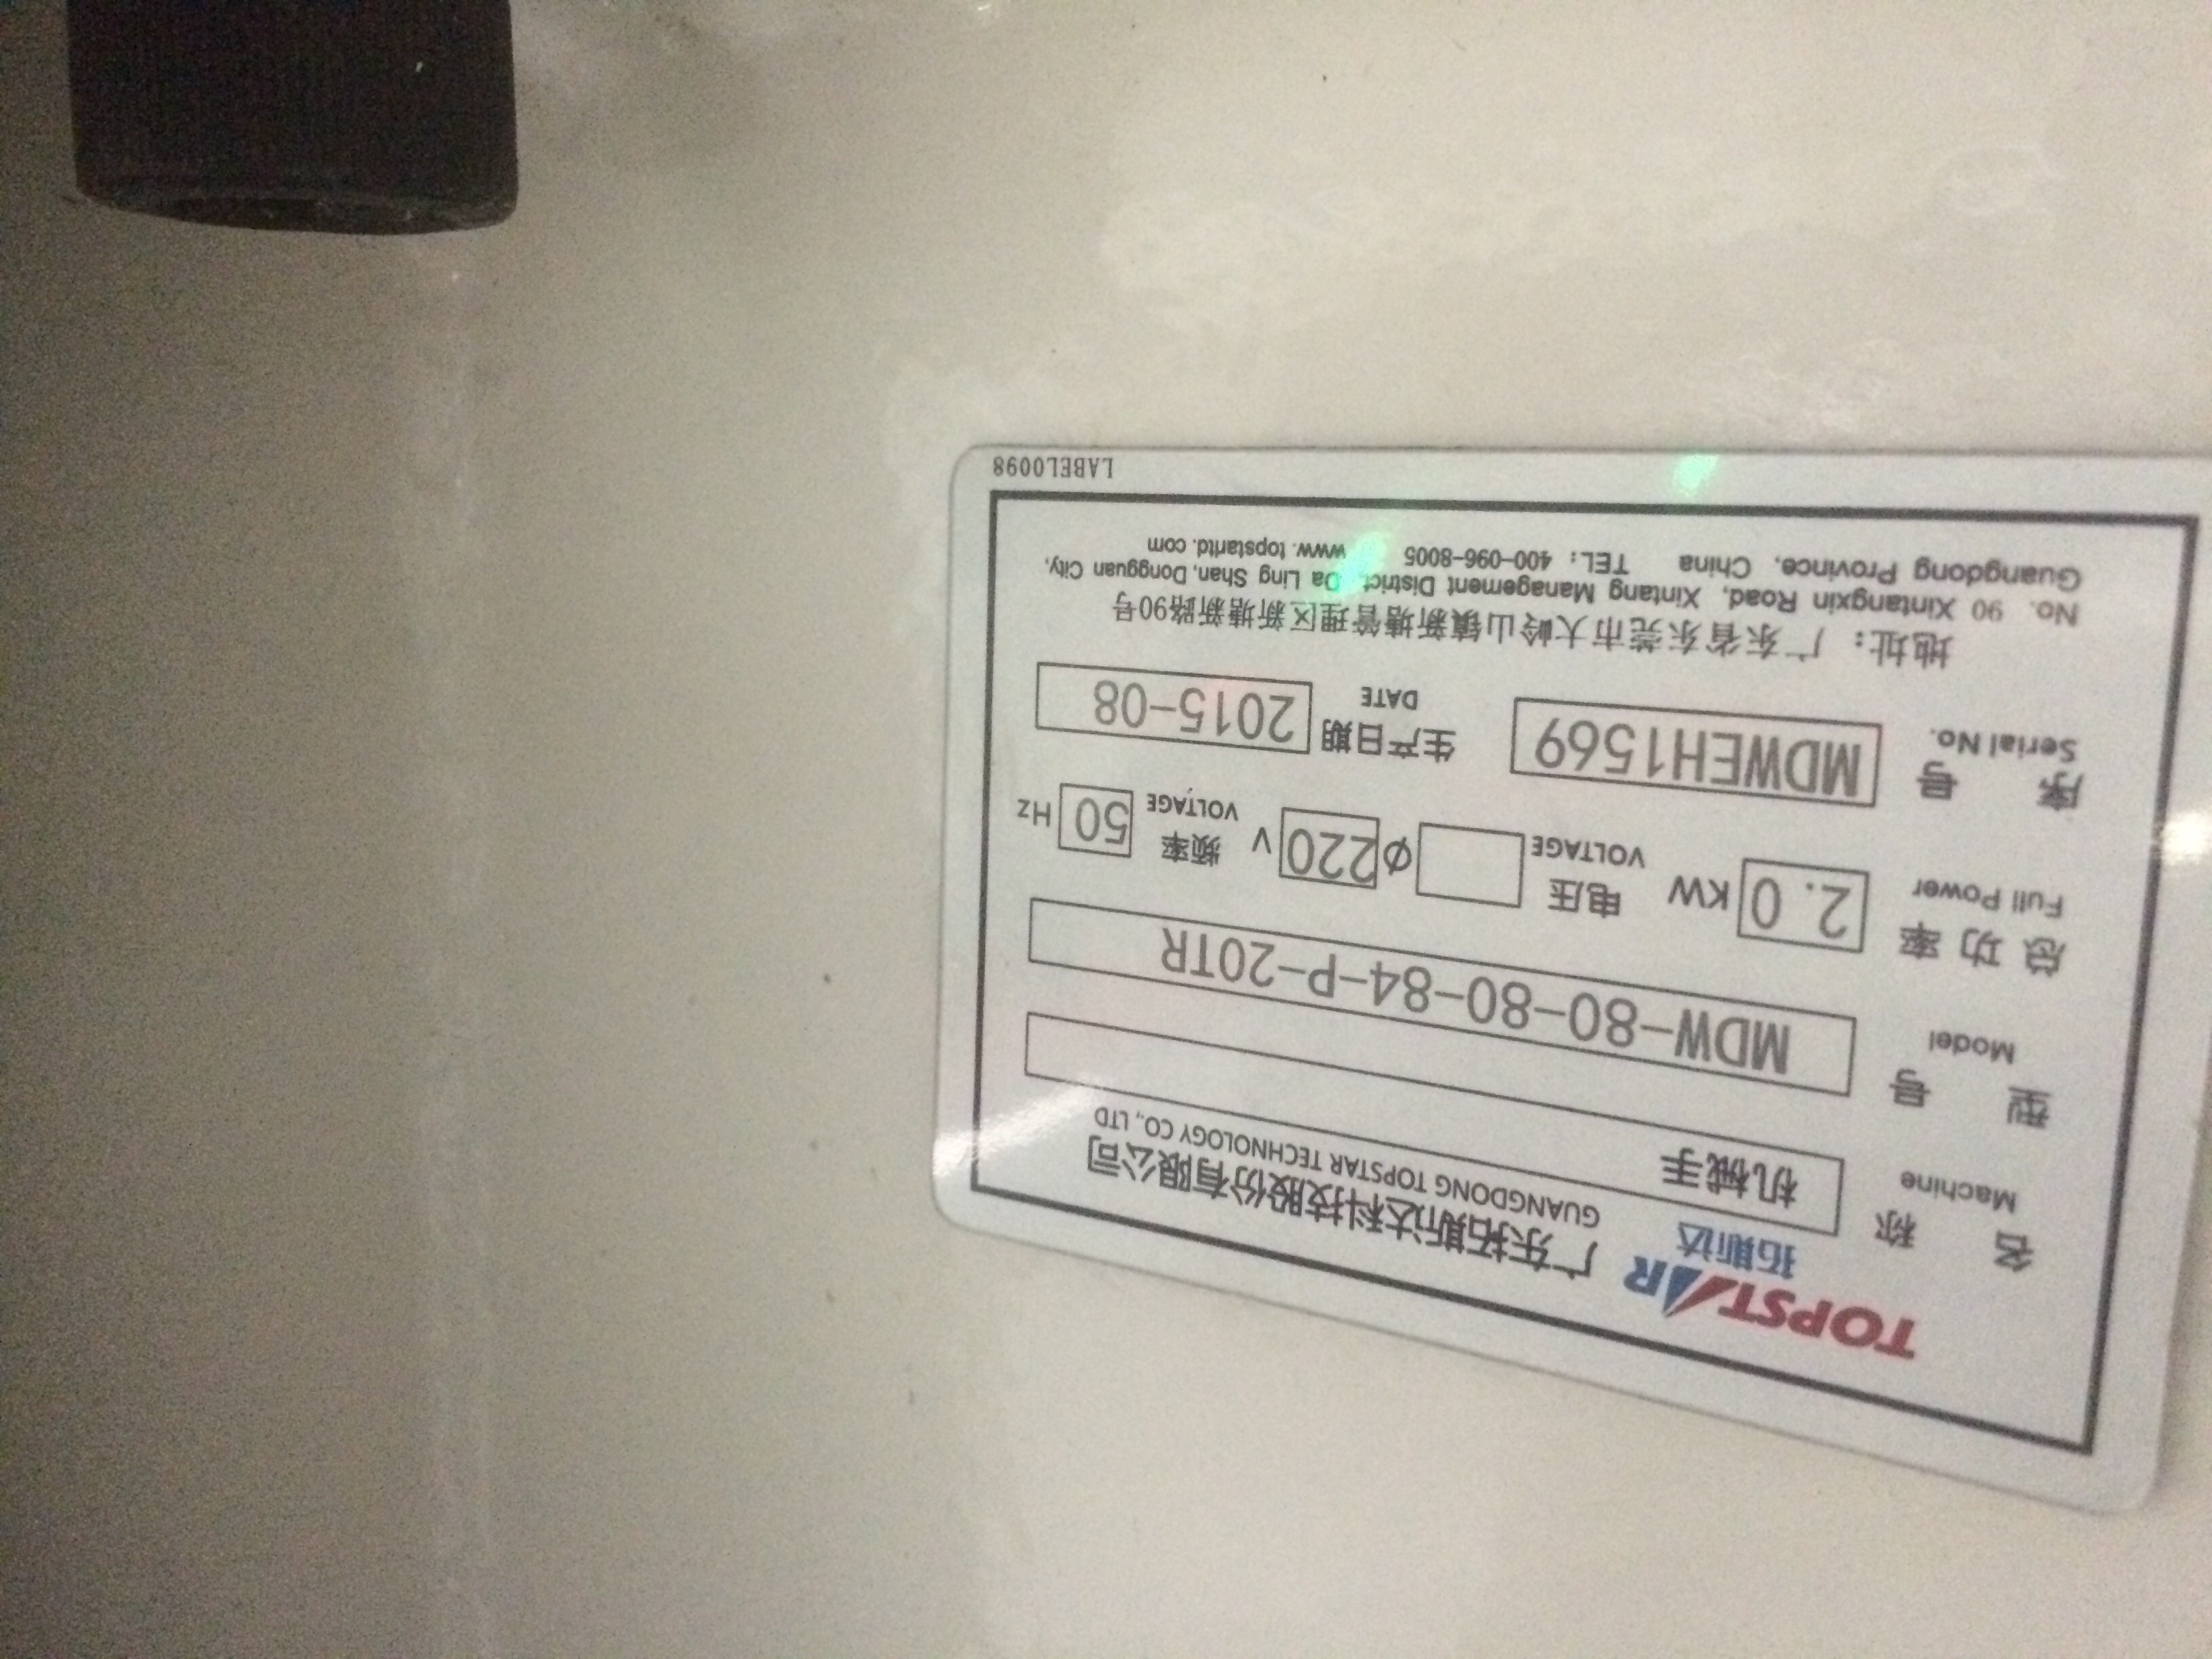 TOPSTAR
拓斯达
广东拓斯达科技股份有限公司
GUANGDONG TOPSTAR TECHNOLOGY CO., LTD
名 称 机械手
Machine
型 号 MDW-80-80-84-P-20TR
Model
总 功 率 2.0 KW 电压 Ø 220 V 频率 50 Hz
Full Power VOLTAGE VOLTAGE
序 号 MDWEH1569 生产日期 2015-08
Serial No. DATE
地址: 广东省东莞市大岭山镇新塘管理区新塘新路90号
No. 90 Xintangxin Road, Xintang Management District, Da Ling Shan, Dongguan City,
Guangdong Province, China TEL: 400-096-8005 www.topstarltd.com
LABEL0098